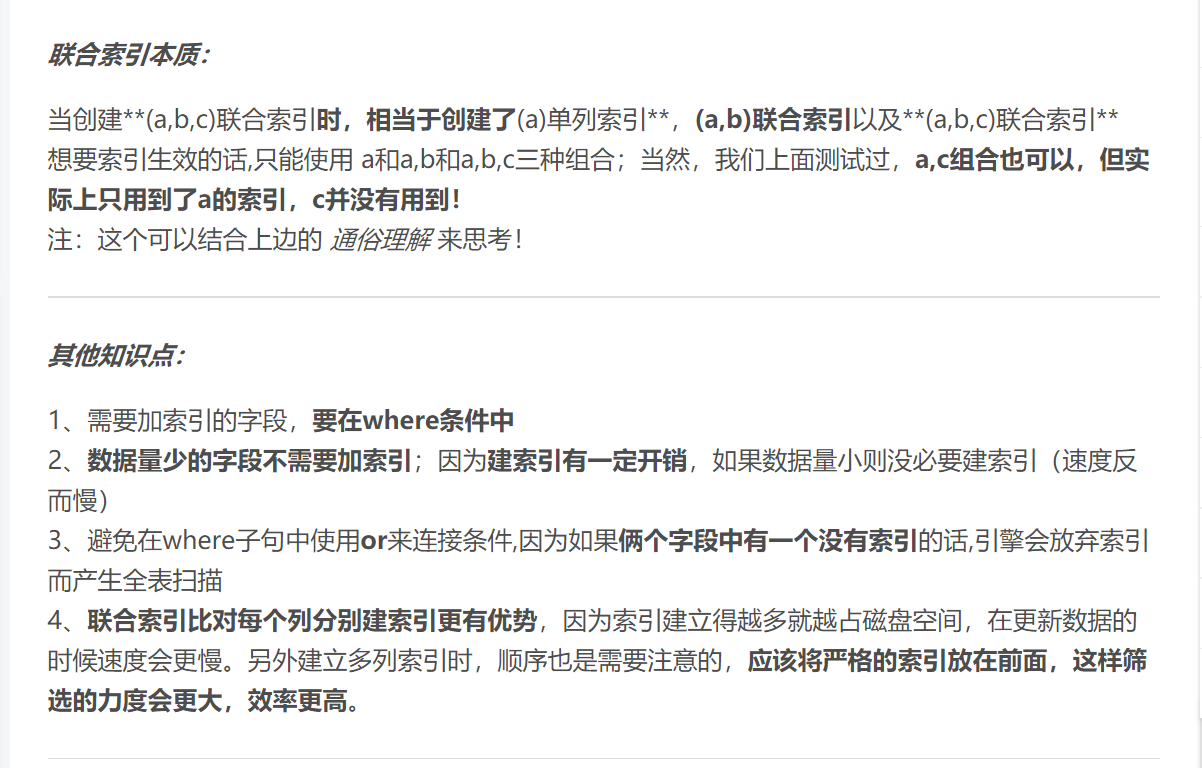 联合索引本质：
当创建**(a,b,c)联合索引时，相当于创建了(a)单列索引**，(a,b)联合索引以及**(a,b,c)联合索引**
想要索引生效的话,只能使用 a和a,b和a,b,c三种组合；当然，我们上面测试过，a,c组合也可以，但实
际上只用到了a的索引，c并没有用到！
注：这个可以结合上边的 通俗理解 来思考！
其他知识点：
1、需要加索引的字段，要在where条件中
2、数据量少的字段不需要加索引；因为建索引有一定开销，如果数据量小则没必要建索引（速度反
而慢）
3、避免在where子句中使用or来连接条件,因为如果俩个字段中有一个没有索引的话,引擎会放弃索引
而产生全表扫描
4、联合索引比对每个列分别建索引更有优势，因为索引建立得越多就越占磁盘空间，在更新数据的
时候速度会更慢。另外建立多列索引时，顺序也是需要注意的，应该将严格的索引放在前面，这样筛
选的力度会更大，效率更高。